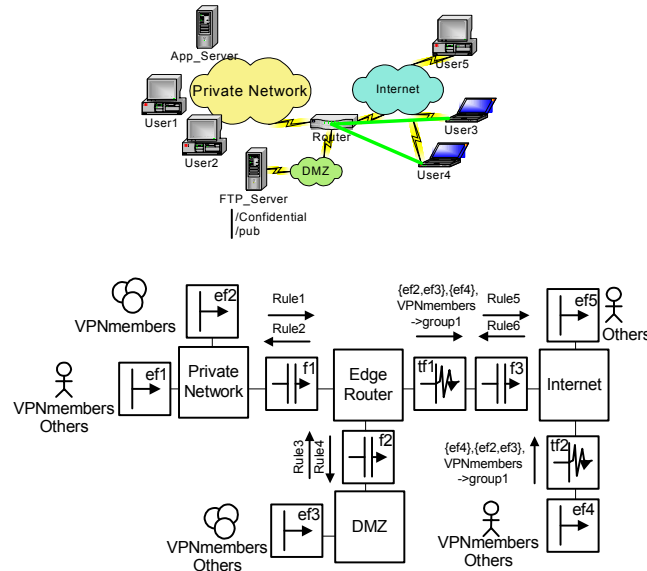 App_Server
User5
Private Network
Internet
User1
Router
User3
User2
DMZ
User4
FTP_Server
/Confidential
/pub
VPNmembers
ef2
Rule1
Rule2
{ef2,ef3},{ef4},
VPNmembers
->group1
Rule5
Rule6
ef5
Others
ef1
VPNmembers
Others
Private
Network
f1
Edge
Router
tf1
f3
Internet
Rule3
Rule4
f2
{ef4},{ef2,ef3},
VPNmembers
->group1
tf2
VPNmembers
Others
ef3
DMZ
VPNmembers
Others
ef4